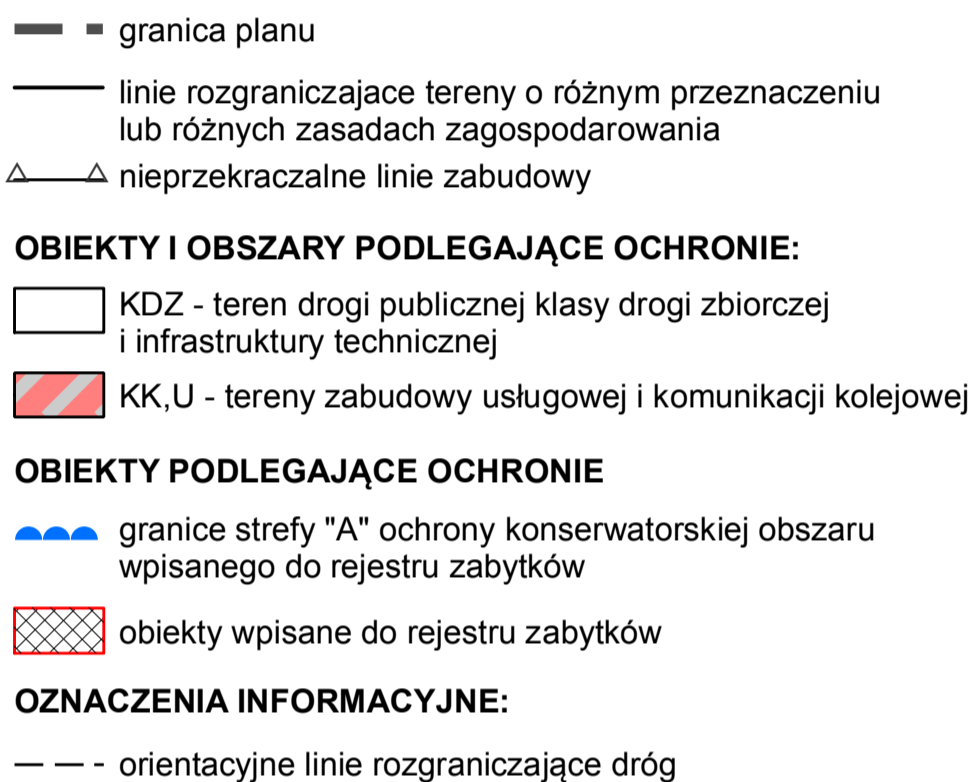 granica planu
linie rozgraniczajace tereny o różnym przeznaczeniu
lub różnych zasadach zagospodarowania
nieprzekraczalne linie zabudowy
OBIEKTY I OBSZARY PODLEGAJĄCE OCHRONIE:
KDZ - teren drogi publicznej klasy drogi zbiorczej
i infrastruktury technicznej
KK,U - tereny zabudowy usługowej i komunikacji kolejowej
OBIEKTY PODLEGAJĄCE OCHRONIE
granice strefy "A" ochrony konserwatorskiej obszaru
wpisanego do rejestru zabytków
obiekty wpisane do rejestru zabytków
OZNACZENIA INFORMACYJNE:
orientacyjne linie rozgraniczające dróg